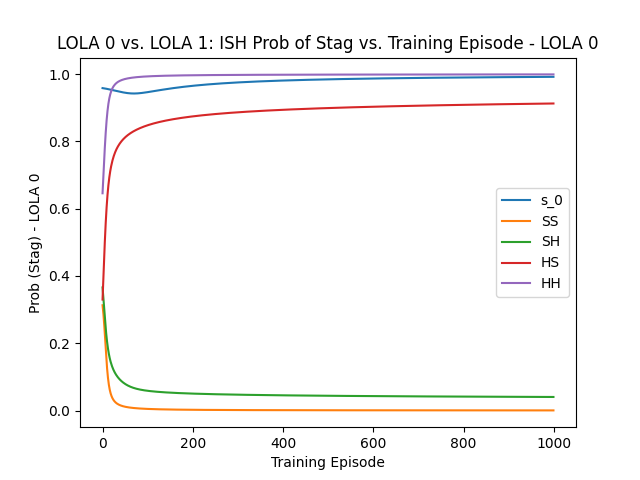 LOLA 0 vs. LOLA 1: ISH Prob of Stag vs. Training Episode - LOLA 0
1.0
0.8
0.6
0.4
0.2
0.0
Prob (Stag) - LOLA 0
s_0
SS
SH
HS
HH
0
200
400
600
800
1000
Training Episode